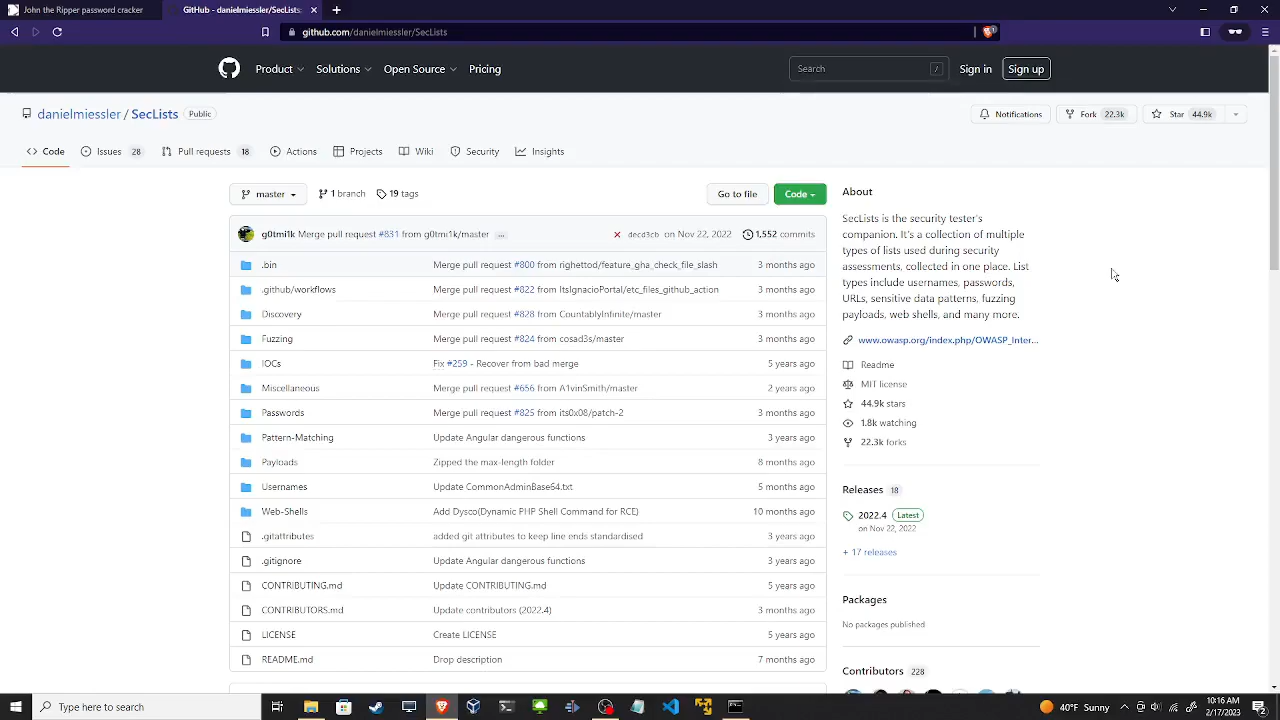 John the Ripper password cracker
GitHub - danielmiessler/SecLists:
github.com/danielmiessler/SecLists
Product Solutions Open Source Pricing Search / Sign in Sign up
danielmiessler / SecLists Public Notifications Fork 22.3k Star 44.9k
Code Issues 28 Pull requests 18 Actions Projects Wiki Security Insights
master 1 branch 19 tags Go to file Code
g0tmi1k Merge pull request #831 from g0tmi1k/master ... decd3cb on Nov 22, 2022 1,552 commits
.bin Merge pull request #800 from righettod/feature_gha_check_file_slash 3 months ago
.github/workflows Merge pull request #822 from ItsIgnacioPortal/etc_files_github_action 3 months ago
Discovery Merge pull request #828 from CountablyInfinite/master 3 months ago
Fuzzing Merge pull request #824 from cosad3s/master 3 months ago
IOCs Fix #259 - Recover from bad merge 5 years ago
Miscellaneous Merge pull request #656 from A1vinSmith/master 2 years ago
Passwords Merge pull request #825 from its0x08/patch-2 3 months ago
Pattern-Matching Update Angular dangerous functions 3 years ago
Payloads Zipped the max-length folder 8 months ago
Usernames Update CommonAdminBase64.txt 5 months ago
Web-Shells Add Dysco(Dynamic PHP Shell Command for RCE) 10 months ago
.gitattributes added git attributes to keep line ends standardised 3 years ago
.gitignore Update Angular dangerous functions 3 years ago
CONTRIBUTING.md Update CONTRIBUTING.md 5 years ago
CONTRIBUTORS.md Update contributors (2022.4) 3 months ago
LICENSE Create LICENSE 5 years ago
README.md Drop description 7 months ago
About
SecLists is the security tester's
companion. It's a collection of multiple
types of lists used during security
assessments, collected in one place. List
types include usernames, passwords,
URLs, sensitive data patterns, fuzzing
payloads, web shells, and many more.
www.owasp.org/index.php/OWASP_Inter...
Readme
MIT license
44.9k stars
1.8k watching
22.3k forks
Releases 18
2022.4 Latest
on Nov 22, 2022
+ 17 releases
Packages
No packages published
Contributors 228
Type here to search
40°F Sunny
10:16 AM
2/17/2023